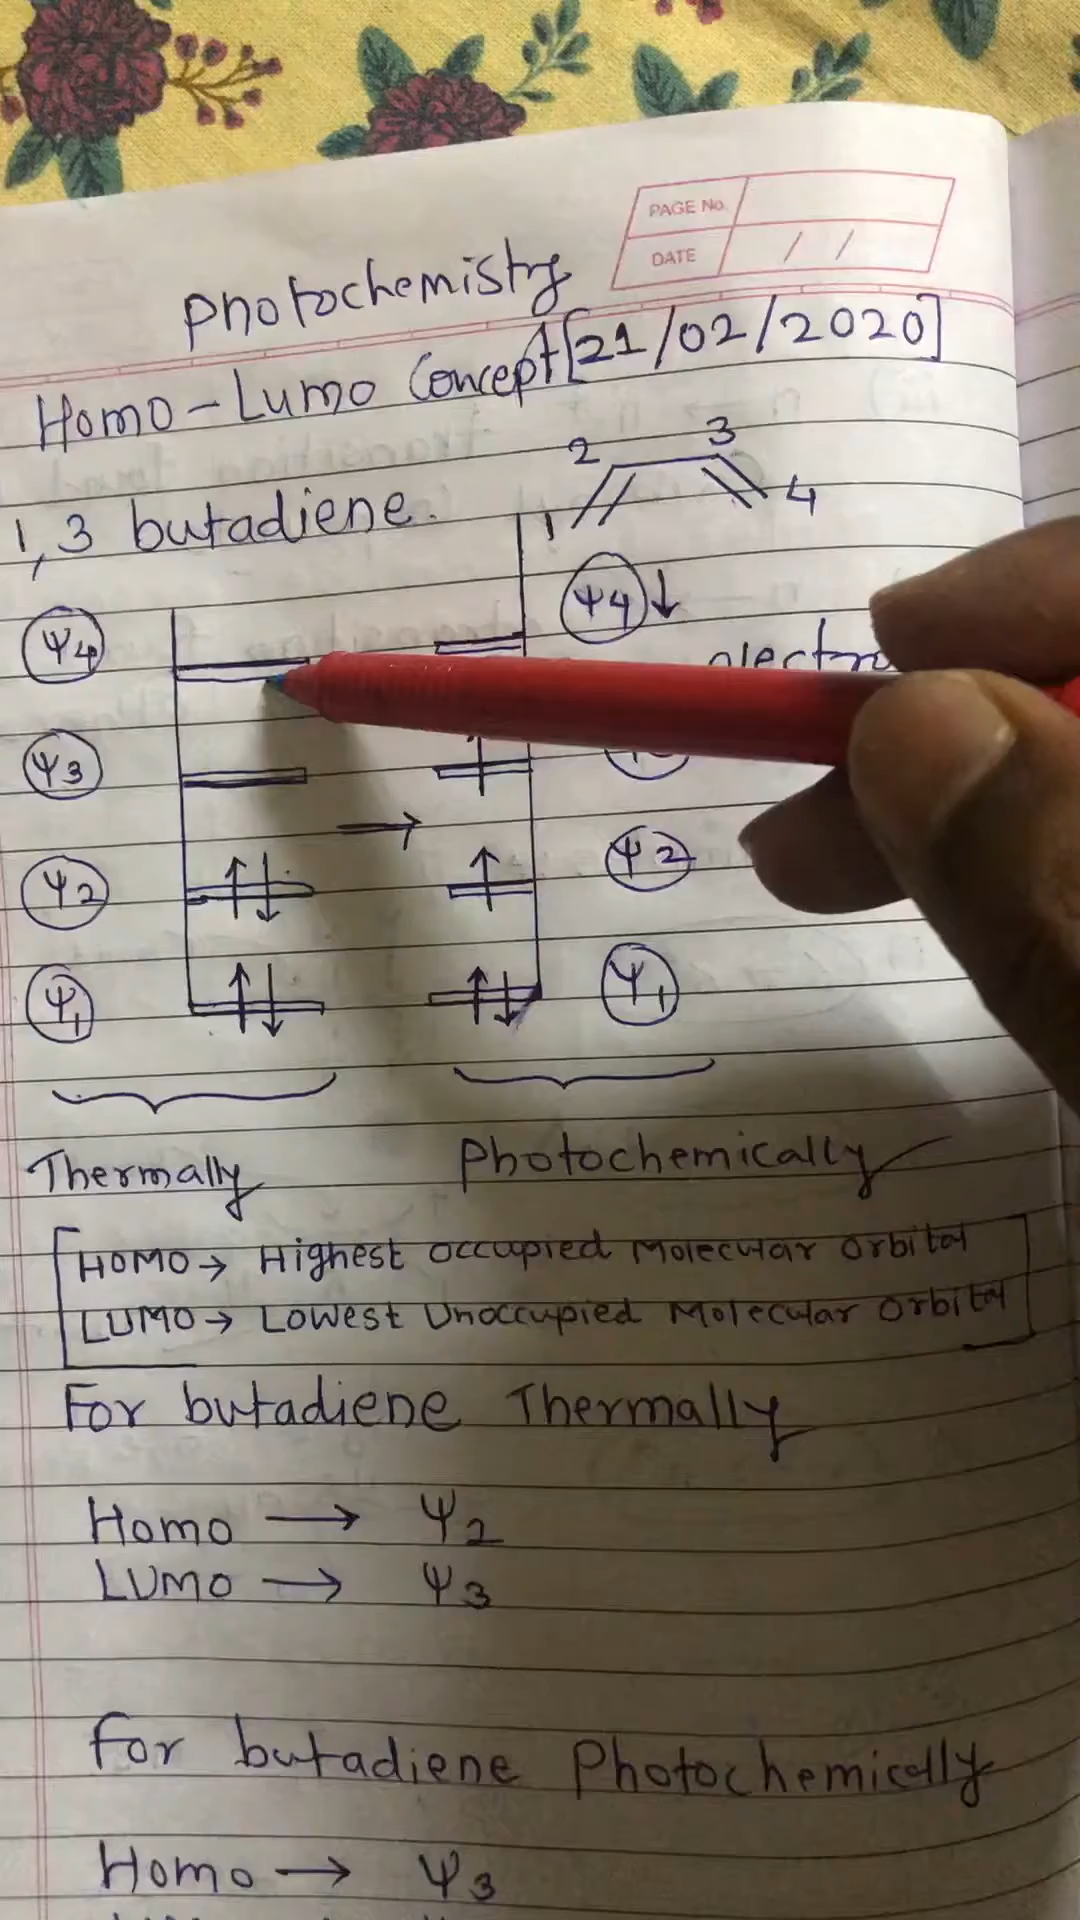 PAGE No.
DATE / /
Photochemistry
Homo-Lumo Concept [21/02/2020]
2 3
1 4
1,3 butadiene.
Ψ4 Ψ4 ↓
Ψ3
→
Ψ2 ↑↓ ↑ Ψ2
Ψ1 ↑↓ ↑↓ Ψ1
Thermally Photochemically
HOMO → Highest Occupied Molecular Orbital
LUMO → Lowest Unoccupied Molecular Orbital
For butadiene Thermally
Homo → Ψ2
LUMO → Ψ3
for butadiene Photochemically
Homo → Ψ3